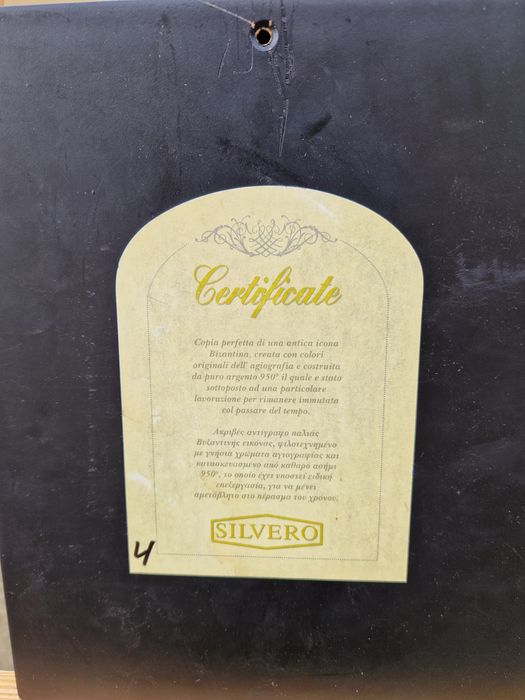 Certificate
Copia perfetta di una antica icona
Bizantina, creata con colori
originali dell' agiografia e costruita
da puro argento 950° il quale e stato
sottoposto ad una particolare
lavorazione per rimanere immutata
col passare del tempo.
Ακριβές αντίγραφο παλιάς
Βυζαντινής εικόνας, φιλοτεχνημένο
με γνήσια χρώματα αγιογραφίας και
κατασκευασμένο από καθαρό ασήμι
950°, το οποίο έχει υποστεί ειδική
επεξεργασία, για να μένει
αμετάβλητο στο πέρασμα του χρόνου.
SILVERO
4